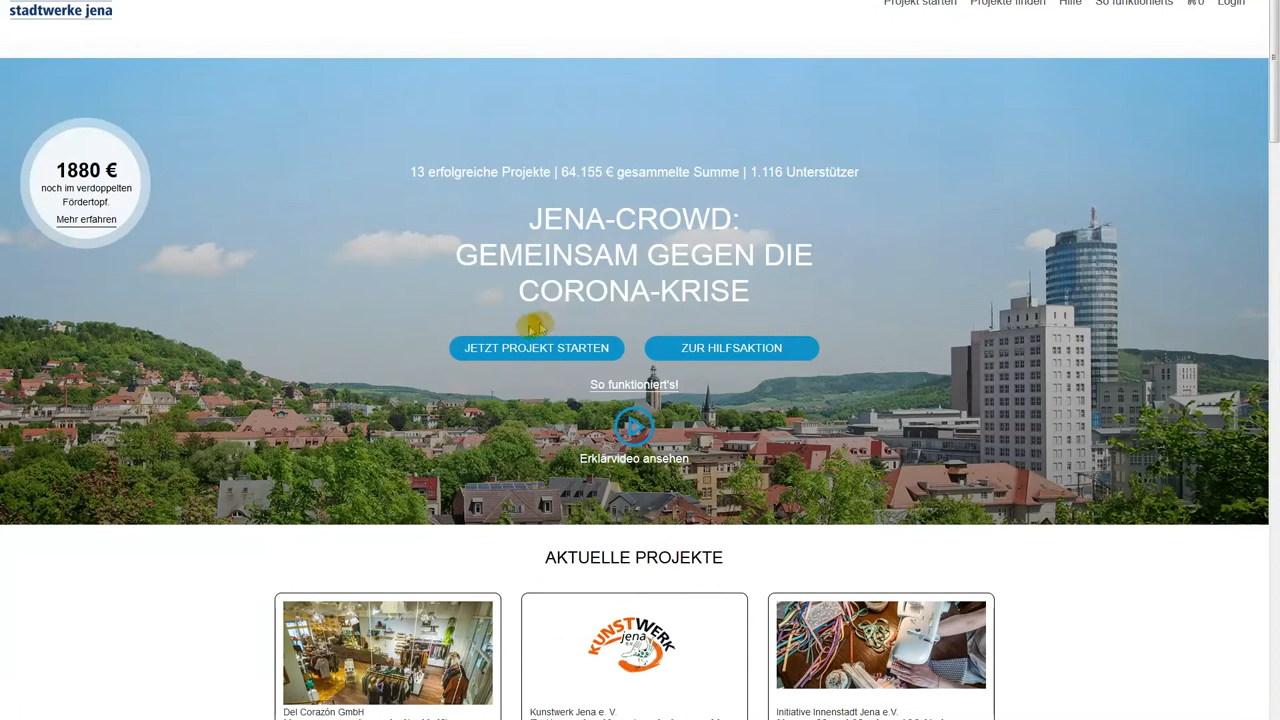 stadtwerke jena
Projekt starten Projekte finden Hilfe So funktionierts 0 Login
1880 €
noch im verdoppelten
Fördertopf.
Mehr erfahren
13 erfolgreiche Projekte | 64.155 € gesammelte Summe | 1.116 Unterstützer
JENA-CROWD:
GEMEINSAM GEGEN DIE
CORONA-KRISE
JETZT PROJEKT STARTEN
ZUR HILFSAKTION
So funktioniert's!
Erklärvideo ansehen
AKTUELLE PROJEKTE
KUNSTWERK
jena
Del Corazón GmbH
Kunstwerk Jena e. V.
Initiative Innenstadt Jena e.V.